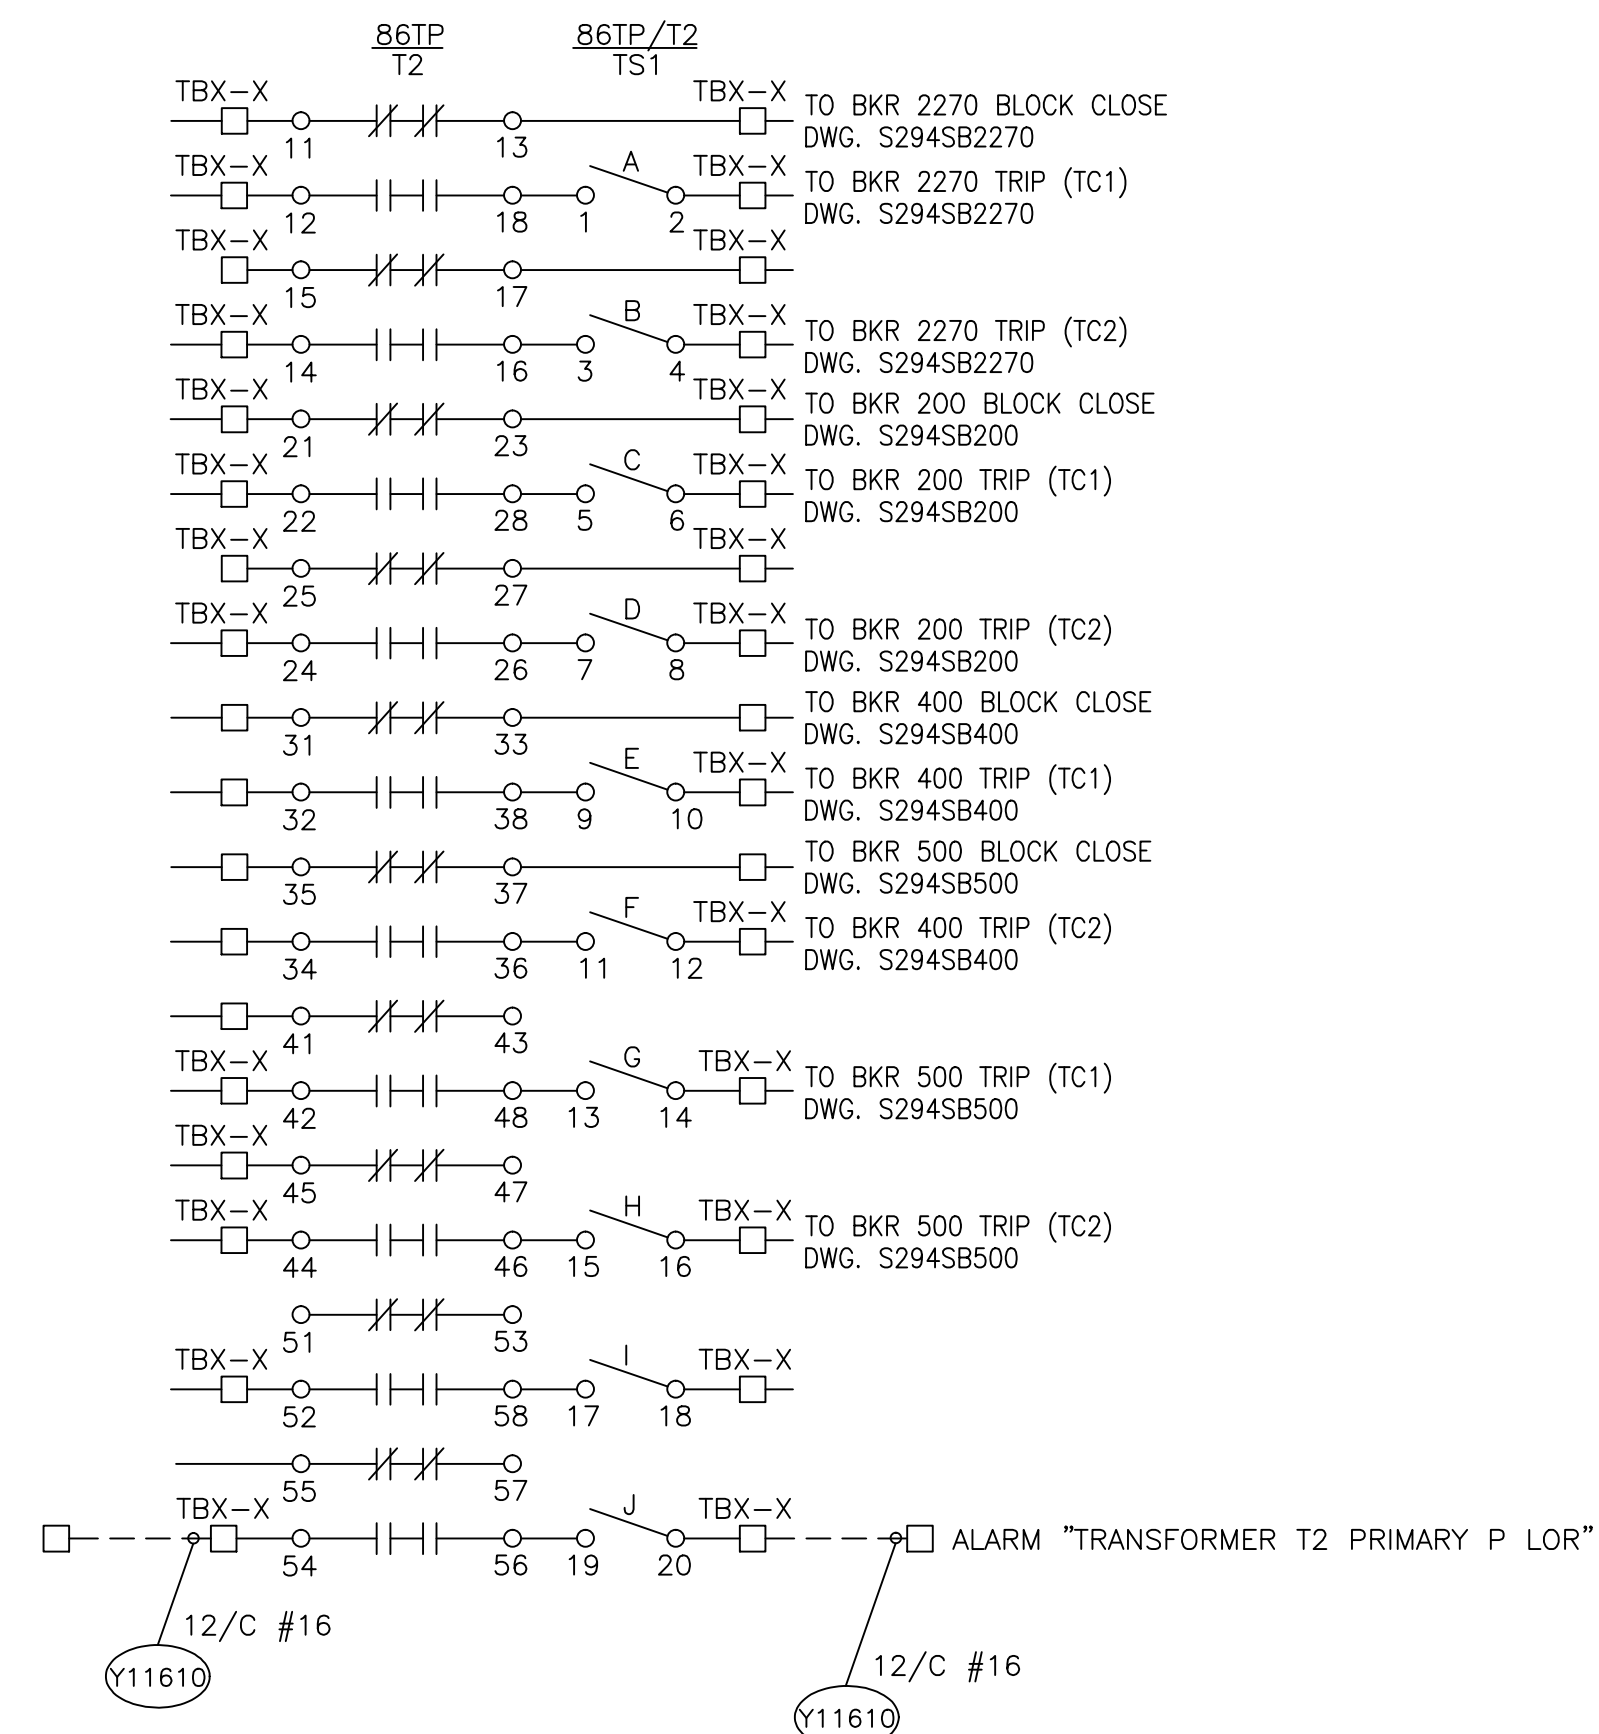 86TP 86TP/T2
T2 TS1
TBX-X TBX-X
TO BKR 2270 BLOCK CLOSE
11 13
DWG. S294SB2270
TBX-X A TBX-X
TO BKR 2270 TRIP (TC1)
12 18 1 2
DWG. S294SB2270
TBX-X TBX-X
15 17
TBX-X B TBX-X
TO BKR 2270 TRIP (TC2)
14 16 3 4
DWG. S294SB2270
TBX-X TBX-X
TO BKR 200 BLOCK CLOSE
21 23
DWG. S294SB200
TBX-X C TBX-X
TO BKR 200 TRIP (TC1)
22 28 5 6
DWG. S294SB200
TBX-X TBX-X
25 27
TBX-X D TBX-X
TO BKR 200 TRIP (TC2)
24 26 7 8
DWG. S294SB200
TO BKR 400 BLOCK CLOSE
31 33
DWG. S294SB400
E TBX-X
TO BKR 400 TRIP (TC1)
32 38 9 10
DWG. S294SB400
TO BKR 500 BLOCK CLOSE
35 37
DWG. S294SB500
F TBX-X
TO BKR 400 TRIP (TC2)
34 36 11 12
DWG. S294SB400
41 43
TBX-X G TBX-X
TO BKR 500 TRIP (TC1)
42 48 13 14
DWG. S294SB500
TBX-X
45 47
TBX-X H TBX-X
TO BKR 500 TRIP (TC2)
44 46 15 16
DWG. S294SB500
51 53
TBX-X I TBX-X
52 58 17 18
55 57
TBX-X J TBX-X
ALARM "TRANSFORMER T2 PRIMARY P LOR"
54 56 19 20
12/C #16
Y11610
12/C #16
Y11610